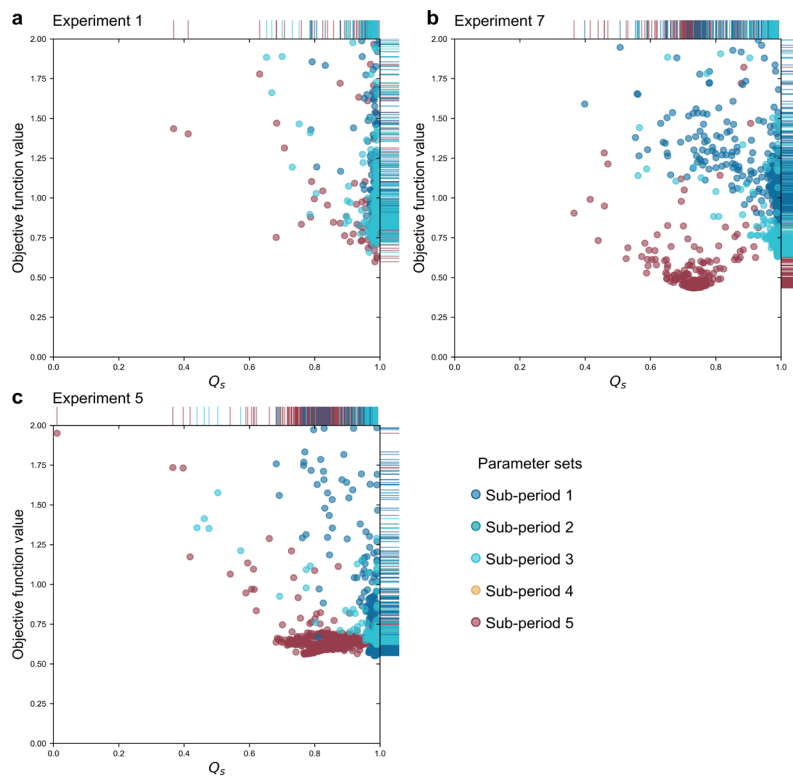 a Experiment 1
2.00
1.75
1.50
1.25
1.00
0.75
0.50
0.25
0.00
Objective function value
0.0 0.2 0.4 0.6 0.8 1.0
Qs
b Experiment 7
2.00
1.75
1.50
1.25
1.00
0.75
0.50
0.25
0.00
Objective function value
0.0 0.2 0.4 0.6 0.8 1.0
Qs
c Experiment 5
2.00
1.75
1.50
1.25
1.00
0.75
0.50
0.25
0.00
Objective function value
0.0 0.2 0.4 0.6 0.8 1.0
Qs
Parameter sets
Sub-period 1
Sub-period 2
Sub-period 3
Sub-period 4
Sub-period 5